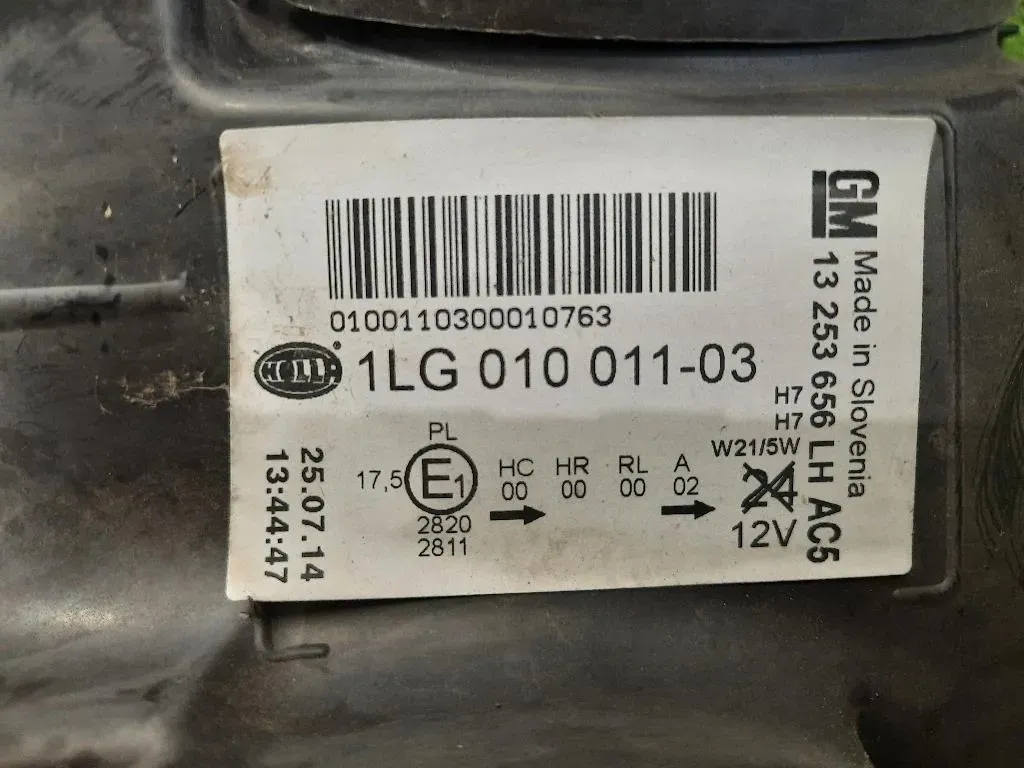 0100110300010763
HELLA ® 1LG 010 011-03
PL
17,5 E1
2820
2811
HC HR RL A
00 00 00 02
H7
H7
W21/5W
24
12V
25.07.14
13:44:47
GM Made in Slovenia
13 253 656 LH AC5